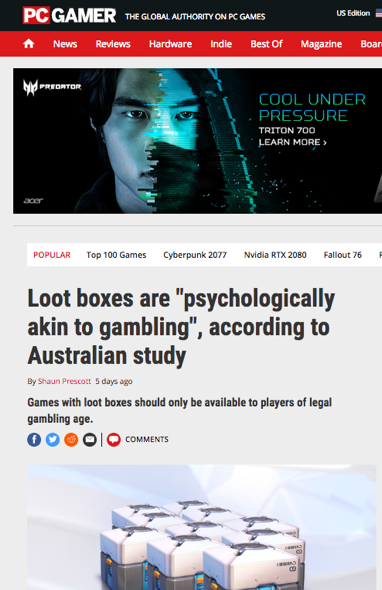 PC GAMER THE GLOBAL AUTHORITY ON PC GAMES US Edition
News Reviews Hardware Indie Best Of Magazine
PREDATOR
COOL UNDER
PRESSURE
TRITON 700
LEARN MORE ›
acer
POPULAR Top 100 Games Cyberpunk 2077 Nvidia RTX 2080 Fallout 76
Loot boxes are "psychologically
akin to gambling", according to
Australian study
By Shaun Prescott 5 days ago
Games with loot boxes should only be available to players of legal
gambling age.
COMMENTS